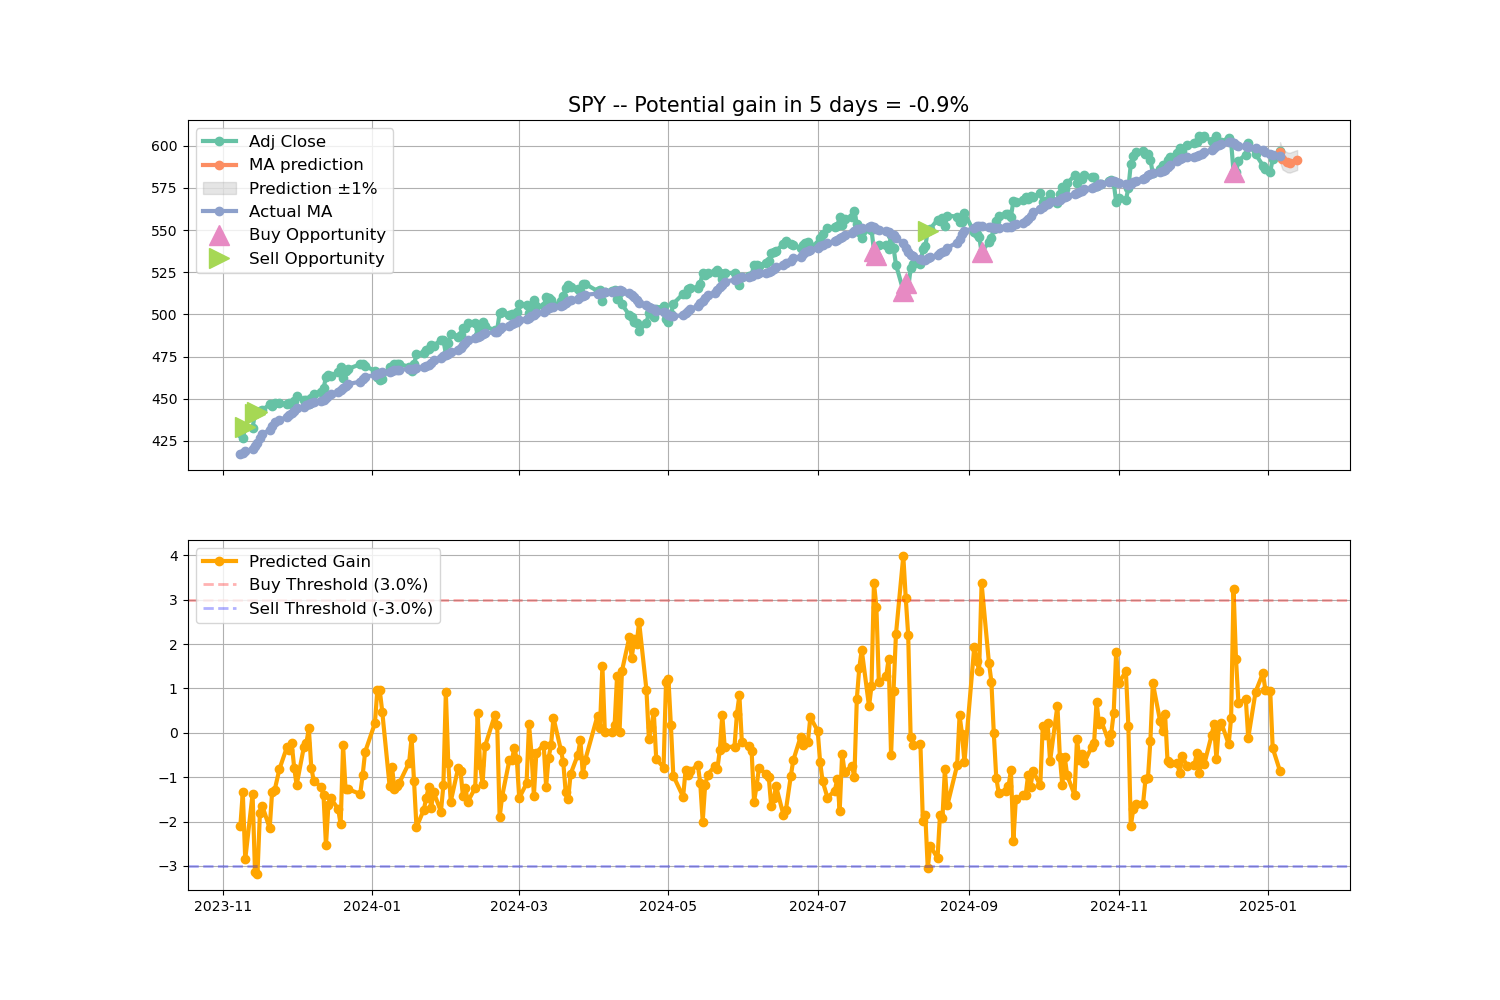 SPY -- Potential gain in 5 days = -0.9%
Adj Close
MA prediction
Prediction ±1%
Actual MA
Buy Opportunity
Sell Opportunity
600
575
550
525
500
475
450
425
Predicted Gain
Buy Threshold (3.0%)
Sell Threshold (-3.0%)
4
3
2
1
0
−1
−2
−3
2023-11 2024-01 2024-03 2024-05 2024-07 2024-09 2024-11 2025-01